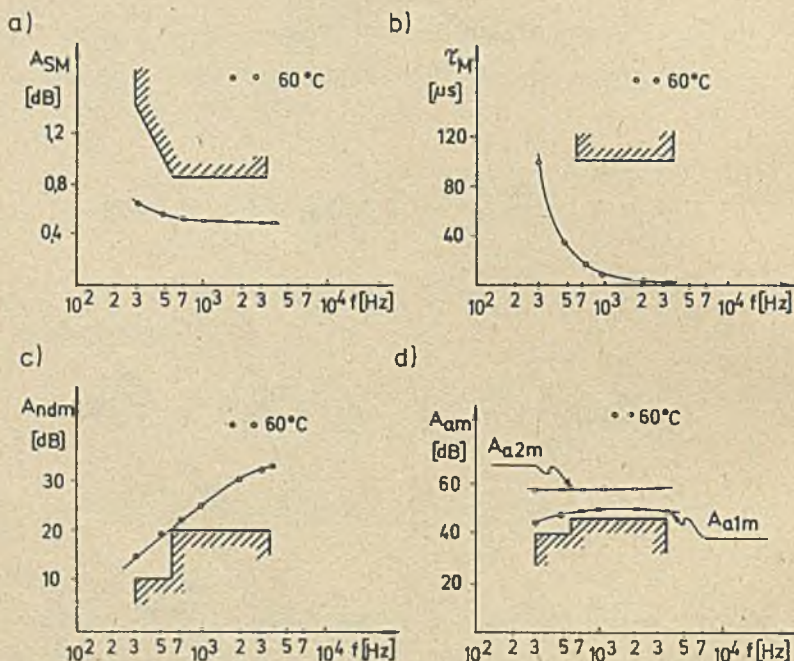 a)
A_SM
[dB]
• • 60°C
1,2
0,8
0,4
10² 2 3 5 7 10³ 2 3 5 7 10⁴ f[Hz]
b)
τ_M
[µs]
• • 60°C
120
80
40
10² 2 3 5 7 10³ 2 3 5 7 10⁴ f[Hz]
c)
A_ndm
[dB]
• • 60°C
30
20
10
10² 2 3 5 7 10³ 2 3 5 7 10⁴ f[Hz]
d)
A_am
[dB]
• • 60°C
A_a2m
60
40
A_a1m
20
10² 2 3 5 7 10³ 2 3 5 7 10⁴ f[Hz]